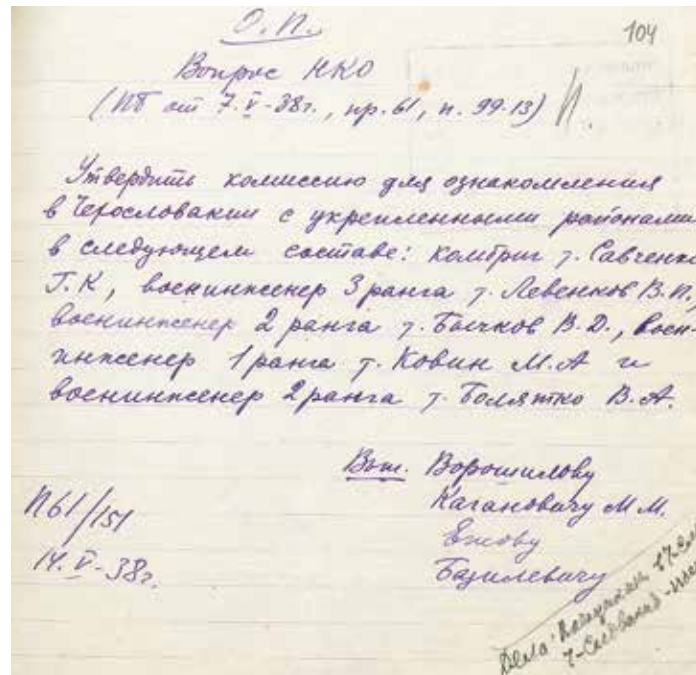 О.П.
104
Вопрос НКО
(ПБ от 7.V-38г., пр.61, п. 99-13)
П.
Утвердить комиссию для ознакомления
в Чехословакии с укрепленными районами
в следующем составе: комбриг т. Савченко
Г.К, военинженер 3 ранга т. Левенков В.П,
военинженер 2 ранга т. Бычков В.Д., воен-
инженер 1 ранга т. Ковин М.А и
военинженер 2 ранга т. Болятко В.А.
Вып. Ворошилову
Кагановичу М.М.
Ежову
Базилевичу
П61/151
14.V-38г.
Дела: